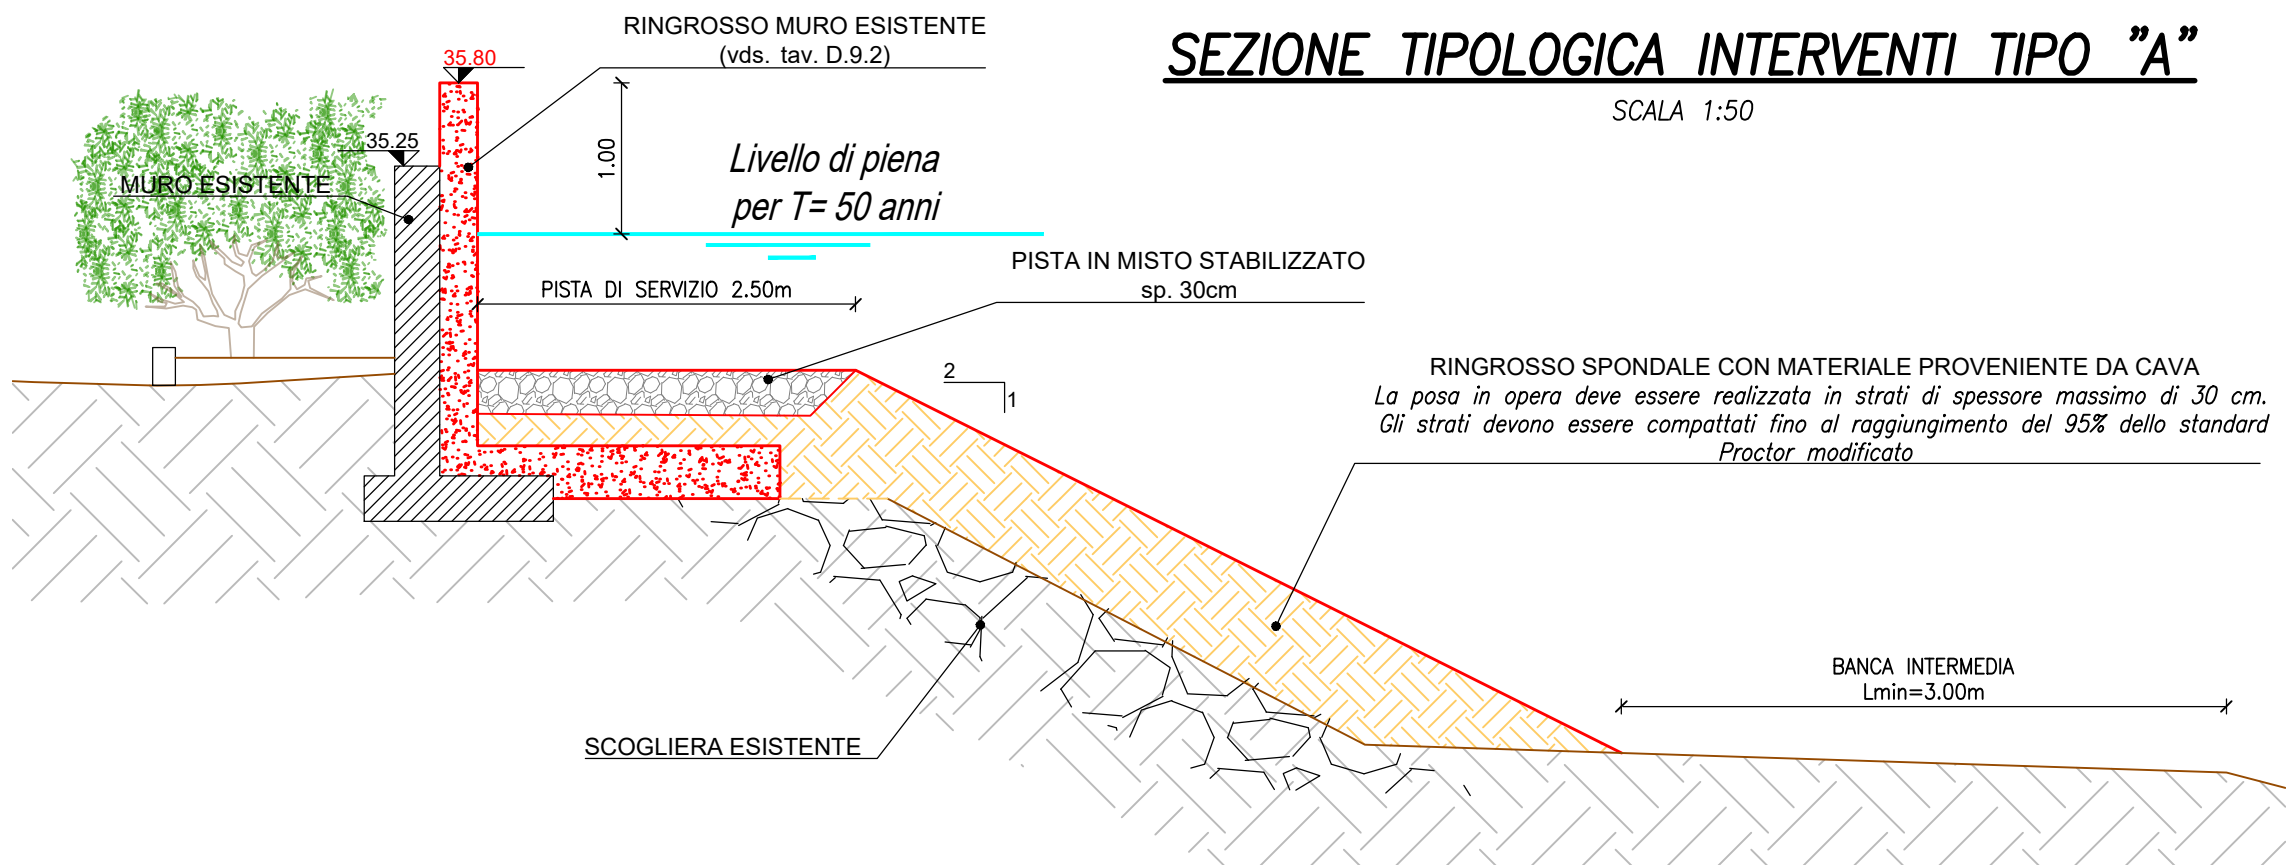 RINGROSSO MURO ESISTENTE
(vds. tav. D.9.2)
SEZIONE TIPOLOGICA INTERVENTI TIPO "A"
SCALA 1:50
35.80
35.25
MURO ESISTENTE
1.00
Livello di piena
per T= 50 anni
PISTA DI SERVIZIO 2.50m
PISTA IN MISTO STABILIZZATO
sp. 30cm
2
1
RINGROSSO SPONDALE CON MATERIALE PROVENIENTE DA CAVA
La posa in opera deve essere realizzata in strati di spessore massimo di 30 cm.
Gli strati devono essere compattati fino al raggiungimento del 95% dello standard
Proctor modificato
BANCA INTERMEDIA
Lmin=3.00m
SCOGLIERA ESISTENTE